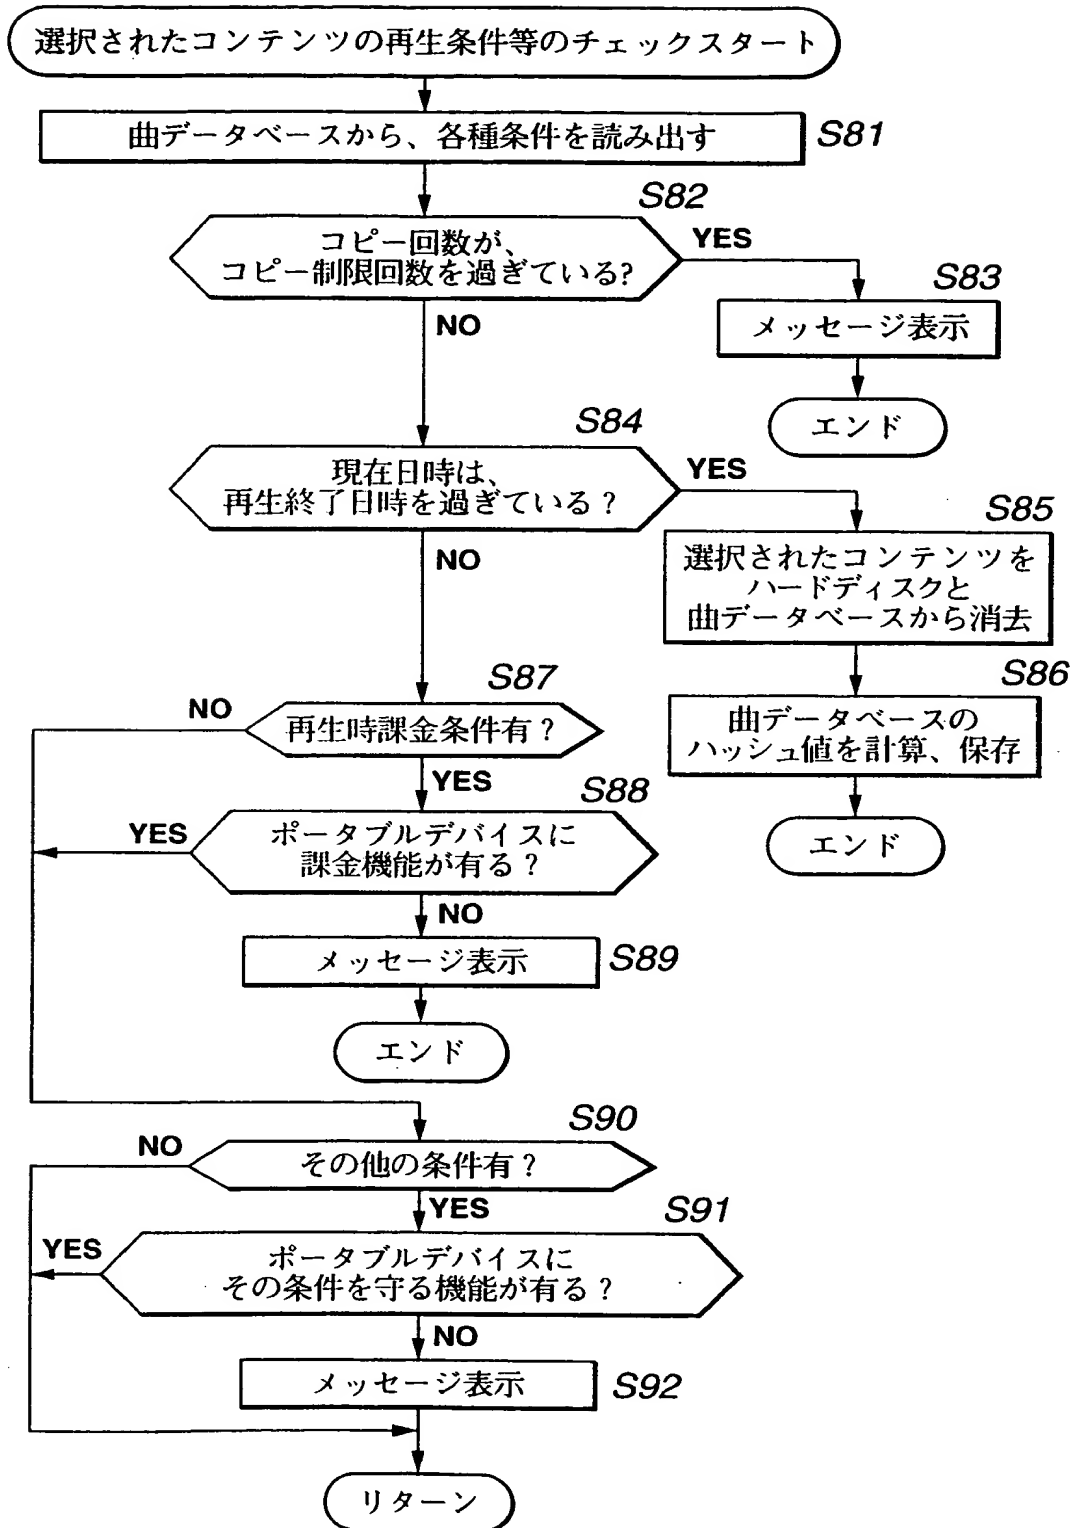 選択されたコンテンツの再生条件等のチェックスタート
曲データベースから、各種条件を読み出す
S81
S82
コピー回数が、
コピー制限回数を過ぎている?
YES
NO
S83
メッセージ表示
エンド
S84
現在日時は、
再生終了日時を過ぎている?
YES
NO
S85
選択されたコンテンツを
ハードディスクと
曲データベースから消去
S86
曲データベースの
ハッシュ値を計算、保存
エンド
S87
NO
再生時課金条件有?
YES
S88
YES
ポータブルデバイスに
課金機能が有る?
NO
メッセージ表示
S89
エンド
S90
NO
その他の条件有?
YES
S91
YES
ポータブルデバイスに
その条件を守る機能が有る?
NO
メッセージ表示
S92
リターン